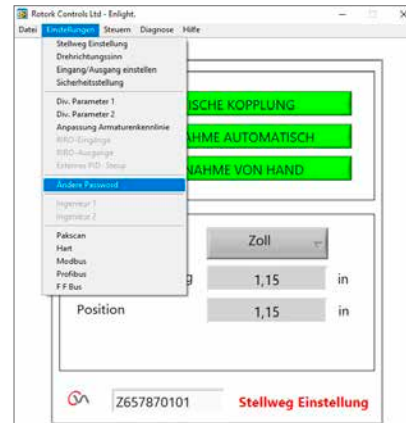 Rotork Controls Ltd - Enlight.
Datei Einstellungen Steuern Diagnose Hilfe
Stellweg Einstellung
Drehrichtungssinn
Eingang/Ausgang einstellen
Sicherheitsstellung
Div. Parameter 1
Div. Parameter 2
Anpassung Armaturenkennlinie
RIRO-Eingänge
RIRO-Ausgänge
Externes PID- Steup
Ändere Password
Ingenieur 1
Ingenieur 2
Pakscan
Hart
Modbus
Profibus
F F Bus
ISCHE KOPPLUNG
AHME AUTOMATISCH
NAHME VON HAND
Zoll
g 1,15 in
Position 1,15 in
Z657870101 Stellweg Einstellung